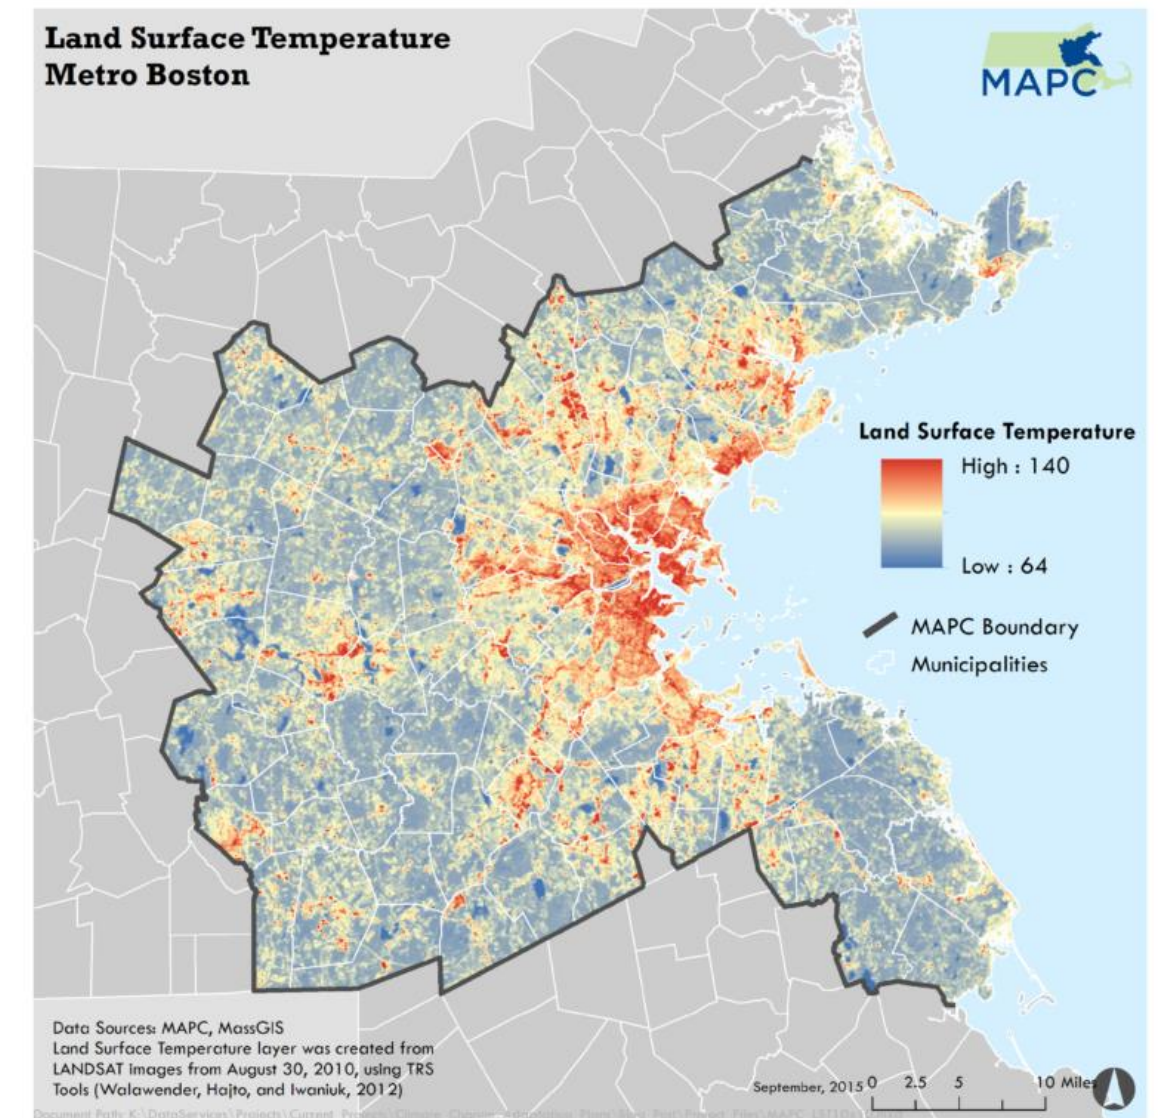 Land Surface Temperature
Metro Boston
MAPC
Land Surface Temperature
High : 140
Low : 64
MAPC Boundary
Municipalities
Data Sources: MAPC, MassGIS
Land Surface Temperature layer was created from
LANDSAT images from August 30, 2010, using TRS
Tools (Walawender, Hajto, and Iwaniuk, 2012)
September, 2015
0 2.5 5 10 Miles